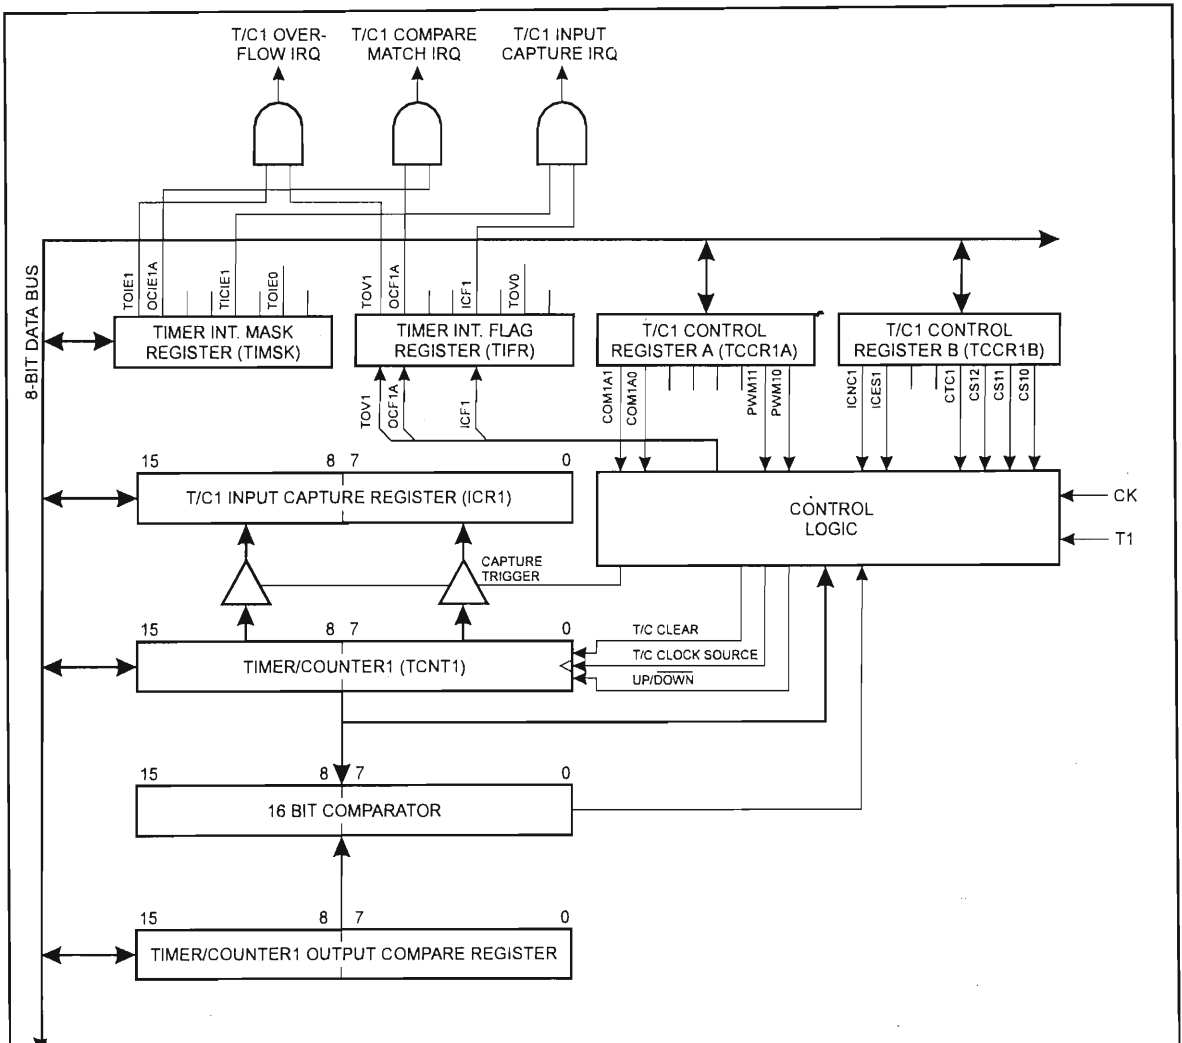 T/C1 OVER-
FLOW IRQ
T/C1 COMPARE
MATCH IRQ
T/C1 INPUT
CAPTURE IRQ
8-BIT DATA BUS
TOIE1
OCIE1A
TICIE1
TOIE0
TOV1
OCF1A
ICF1
TOV0
TIMER INT. MASK
REGISTER (TIMSK)
TIMER INT. FLAG
REGISTER (TIFR)
T/C1 CONTROL
REGISTER A (TCCR1A)
T/C1 CONTROL
REGISTER B (TCCR1B)
TOV1
OCF1A
ICF1
COM1A1
COM1A0
PWM11
PWM10
ICNC1
ICES1
CTC1
CS12
CS11
CS10
15 8 7 0
T/C1 INPUT CAPTURE REGISTER (ICR1)
CONTROL
LOGIC
CK
T1
CAPTURE
TRIGGER
15 8 7 0
TIMER/COUNTER1 (TCNT1)
T/C CLEAR
T/C CLOCK SOURCE
UP/DOWN
15 8 7 0
16 BIT COMPARATOR
15 8 7 0
TIMER/COUNTER1 OUTPUT COMPARE REGISTER